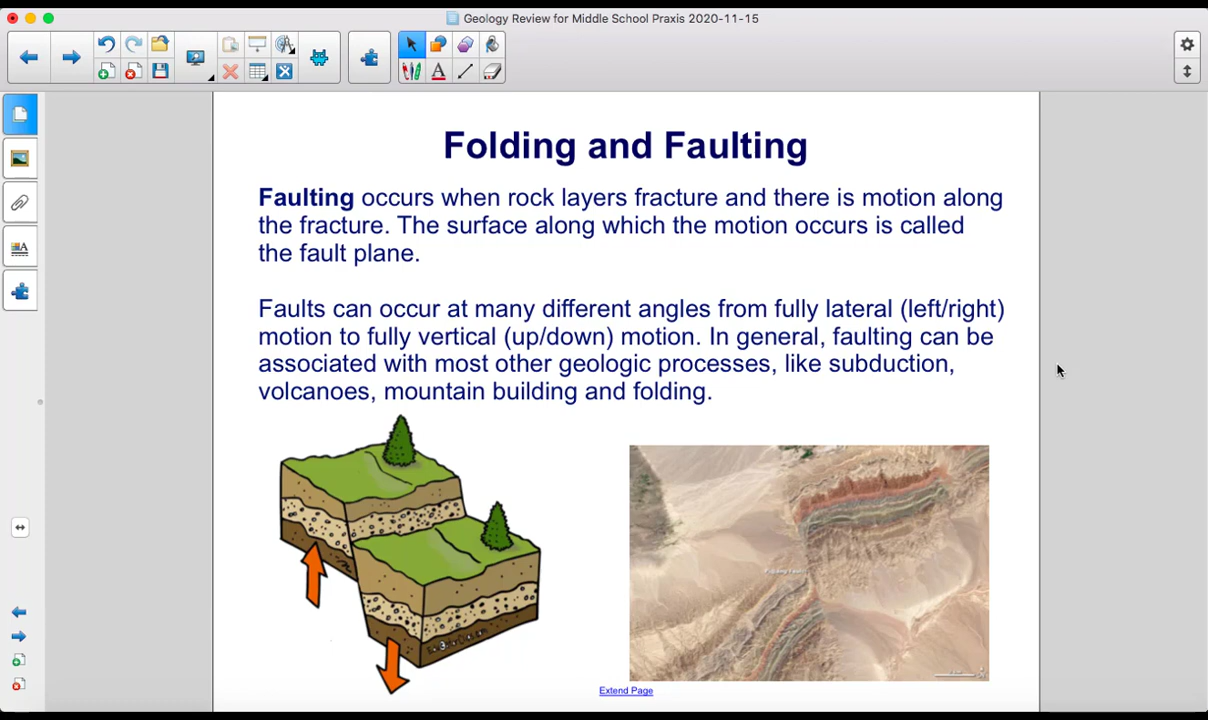 Geology Review for Middle School Praxis 2020-11-15
Folding and Faulting
Faulting occurs when rock layers fracture and there is motion along
the fracture. The surface along which the motion occurs is called
the fault plane.
Faults can occur at many different angles from fully lateral (left/right)
motion to fully vertical (up/down) motion. In general, faulting can be
associated with most other geologic processes, like subduction,
volcanoes, mountain building and folding.
Extend Page